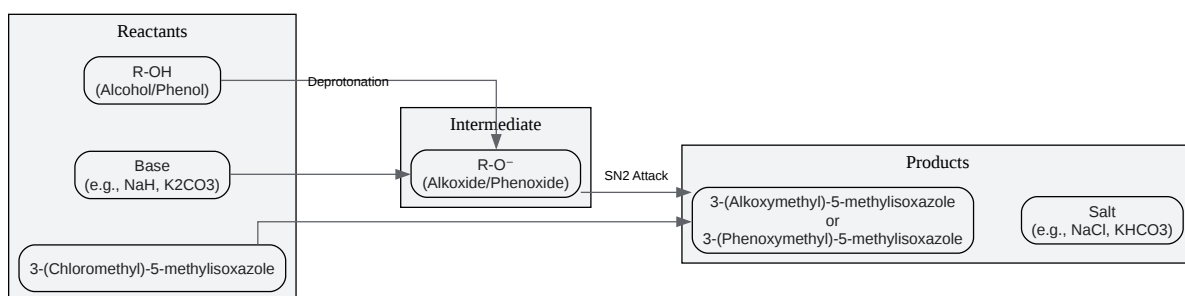 Reactants
R-OH
(Alcohol/Phenol)
Deprotonation
Base
(e.g., NaH, K2CO3)
3-(Chloromethyl)-5-methylisoxazole
Intermediate
R-O⁻
(Alkoxide/Phenoxide)
SN2 Attack
Products
3-(Alkoxymethyl)-5-methylisoxazole
or
3-(Phenoxymethyl)-5-methylisoxazole
Salt
(e.g., NaCl, KHCO3)